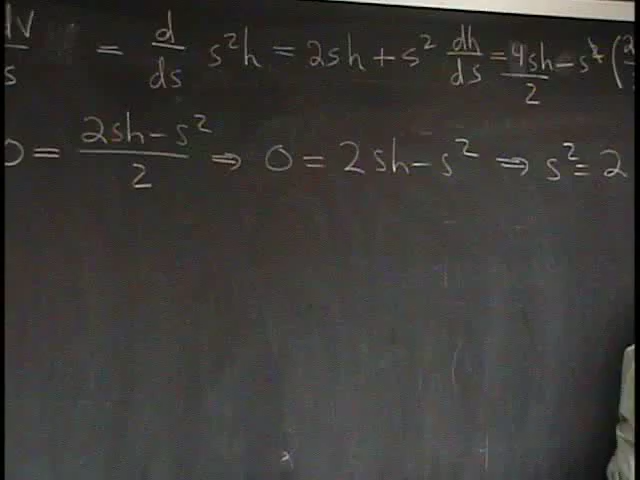 dV/s = d/ds s²h = 2sh + s² dh/ds = 4sh/2 - s² (2
0 = (2sh - s²)/2 ⇒ 0 = 2sh - s² ⇒ s² = 2